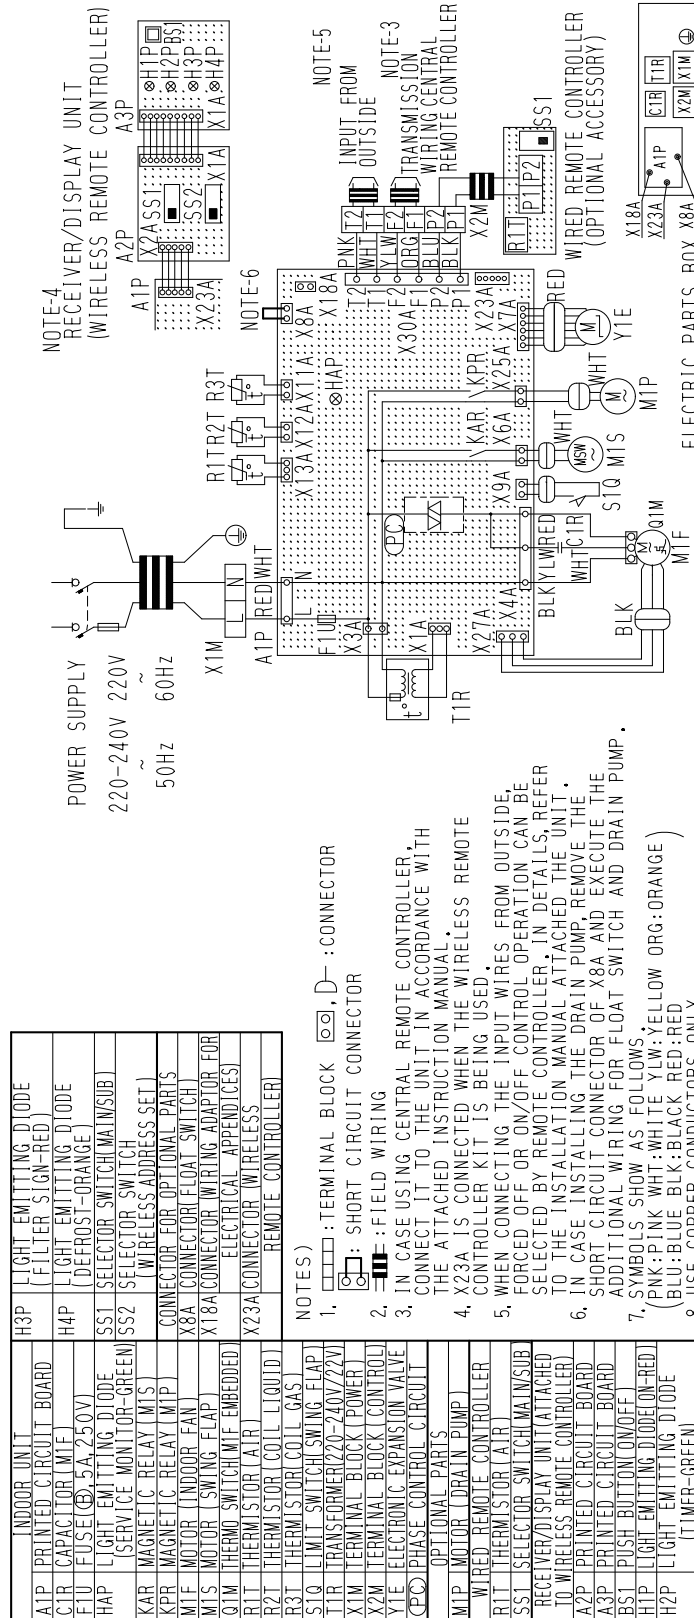 INDOOR UNIT
A1P PRINTED CIRCUIT BOARD
C1R CAPACITOR(M1F)
F1U FUSE(Ⓑ,5A,250V)
HAP LIGHT EMITTING DIODE
(SERVICE MONITOR-GREEN)
KAR MAGNETIC RELAY(M1S)
KPR MAGNETIC RELAY(M1P)
M1F MOTOR(INDOOR FAN)
M1S MOTOR(SWING FLAP)
Q1M THERMO SWITCH(M1F EMBEDDED)
R1T THERMISTOR(AIR)
R2T THERMISTOR(COIL LIQUID)
R3T THERMISTOR(COIL GAS)
S1Q LIMIT SWITCH(SWING FLAP)
T1R TRANSFORMER(220-240V/22V)
X1M TERMINAL BLOCK(POWER)
X2M TERMINAL BLOCK(CONTROL)
Y1E ELECTRONIC EXPANSION VALVE
PC PHASE CONTROL CIRCUIT
OPTIONAL PARTS
M1P MOTOR(DRAIN PUMP)
WIRED REMOTE CONTROLLER
R1T THERMISTOR(AIR)
SS1 SELECTOR SWITCH(MAIN/SUB)
RECEIVER/DISPLAY UNIT(ATTACHED
TO WIRELESS REMOTE CONTROLLER)
A2P PRINTED CIRCUIT BOARD
A3P PRINTED CIRCUIT BOARD
BS1 PUSH BUTTON(ON/OFF)
H1P LIGHT EMITTING DIODE(ON-RED)
H2P LIGHT EMITTING DIODE
(TIMER-GREEN)
H3P LIGHT EMITTING DIODE
(FILTER SIGN-RED)
H4P LIGHT EMITTING DIODE
(DEFROST-ORANGE)
SS1 SELECTOR SWITCH(MAIN/SUB)
SS2 SELECTOR SWITCH
(WIRELESS ADDRESS SET)
CONNECTOR FOR OPTIONAL PARTS
X8A CONNECTOR(FLOAT SWITCH)
X18A CONNECTOR(WIRING ADAPTOR FOR
ELECTRICAL APPENDICES)
X23A CONNECTOR(WIRELESS
REMOTE CONTROLLER)
NOTES)
1. :TERMINAL BLOCK , :CONNECTOR
: SHORT CIRCUIT CONNECTOR
2. :FIELD WIRING
3. IN CASE USING CENTRAL REMOTE CONTROLLER,
CONNECT IT TO THE UNIT IN ACCORDANCE WITH
THE ATTACHED INSTRUCTION MANUAL.
4. X23A IS CONNECTED WHEN THE WIRELESS REMOTE
CONTROLLER KIT IS BEING USED.
5. WHEN CONNECTING THE INPUT WIRES FROM OUTSIDE,
FORCED OFF OR ON/OFF CONTROL OPERATION CAN BE
SELECTED BY REMOTE CONTROLLER. IN DETAILS, REFER
TO THE INSTALLATION MANUAL ATTACHED THE UNIT.
6. IN CASE INSTALLING THE DRAIN PUMP, REMOVE THE
SHORT CIRCUIT CONNECTOR OF X8A AND EXECUTE THE
ADDITIONAL WIRING FOR FLOAT SWITCH AND DRAIN PUMP.
7. SYMBOLS SHOW AS FOLLOWS.
(PNK:PINK WHT:WHITE YLW:YELLOW ORG:ORANGE
BLU:BLUE BLK:BLACK RED:RED)
8. USE COPPER CONDUCTORS ONLY
POWER SUPPLY
220-240V 220V
~ ~
50Hz 60Hz
X1M
L N
A1P RED WHT
L N
F1U
X3A
X1A
T1R
t°
X27A
X4A
BLK YLW RED
WHT C1R
BLK
M~
Q1M
M1F
PC
R1T R2T R3T
t° t° t°
X13A X12A X11A
HAP
X8A
NOTE-6
X18A
KAR
KPR
X9A
X6A
X25A
X7A
X23A
S1Q
WHT
MSW ~
M1S
WHT
M ~
M1P
RED
M
Y1E
X30A
T2 T1 F2 F1 P2 P1
PNK WHT YLW ORG BLU BLK
T2 T1 F2 F1 P2 P1
X2M
INPUT FROM
OUTSIDE
NOTE-5
TRANSMISSION
WIRING CENTRAL
REMOTE CONTROLLER
NOTE-3
R1T
P1 P2
SS1
WIRED REMOTE CONTROLLER
(OPTIONAL ACCESSORY)
NOTE-4
RECEIVER/DISPLAY UNIT
(WIRELESS REMOTE CONTROLLER)
A1P
X23A
A2P
X2A
SS1
SS2
X1A
A3P
X1A
BS1
H1P
H2P
H3P
H4P
X18A
X23A
X8A
A1P
C1R T1R
X2M X1M
ELECTRIC PARTS BOX